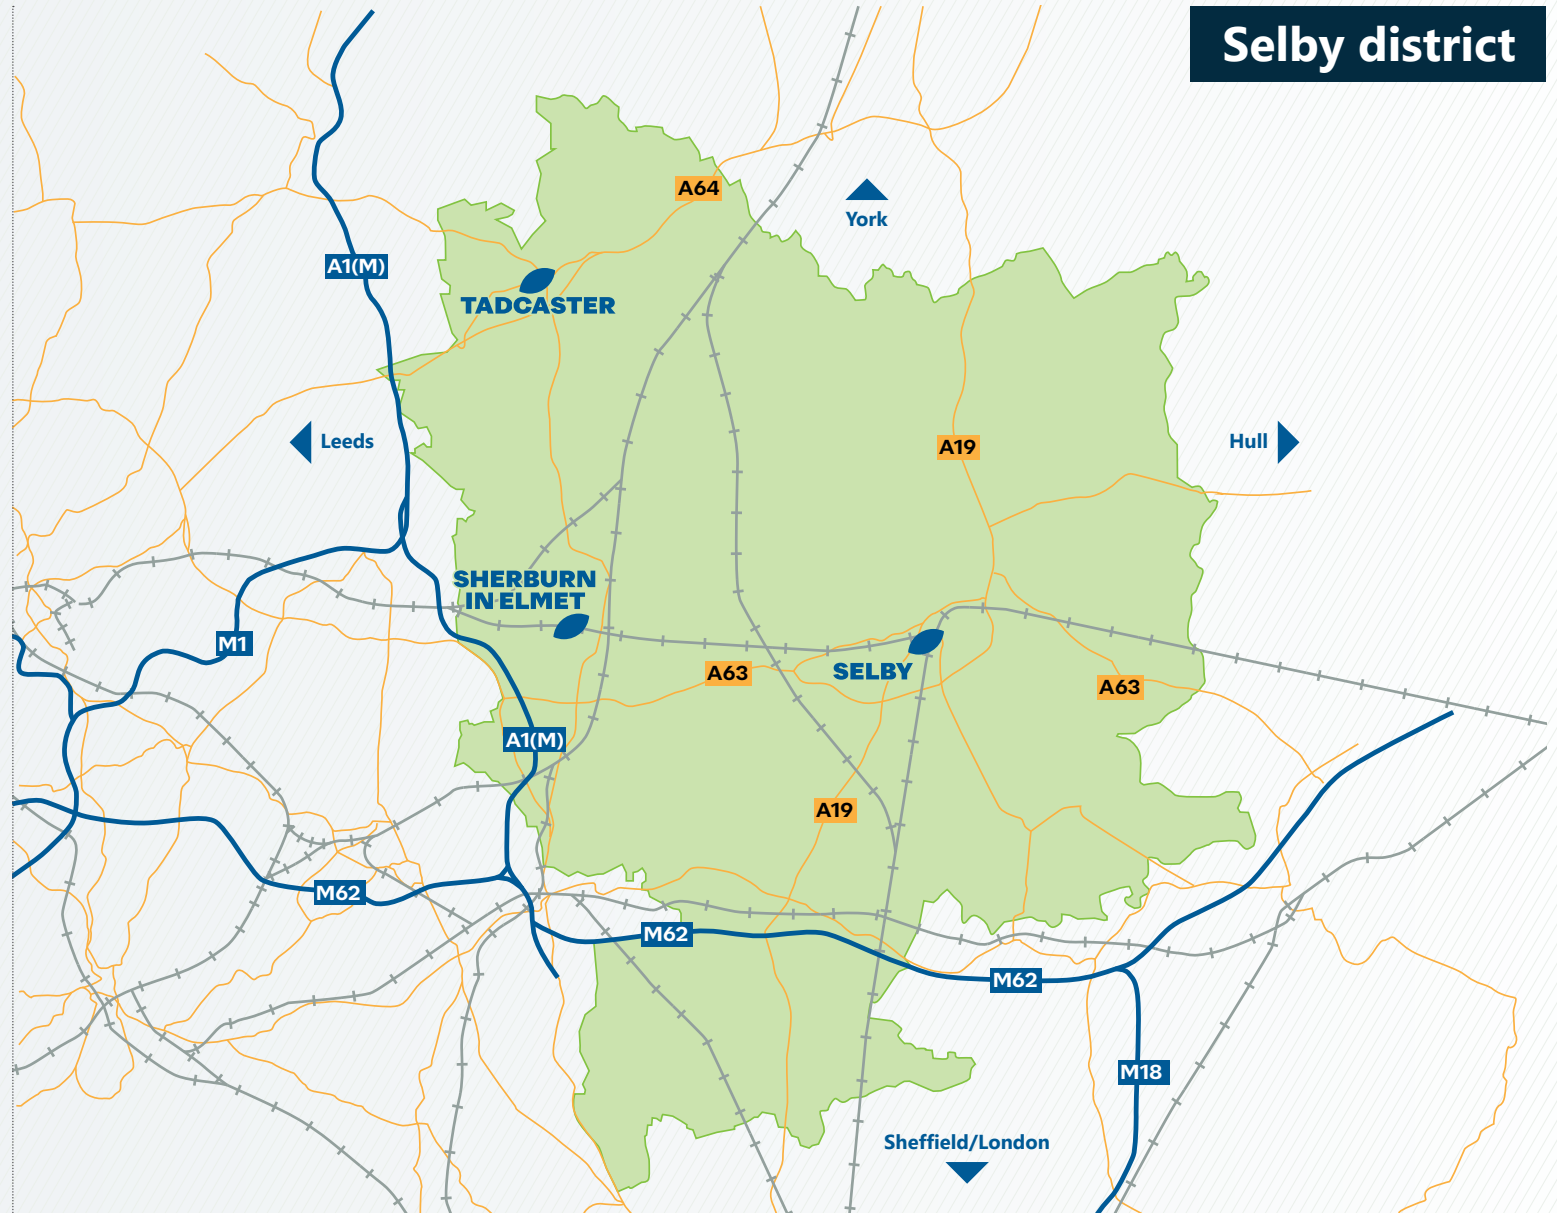 Selby district
A64
York
A1(M)
TADCASTER
Leeds
A19
Hull
SHERBURN
IN ELMET
M1
A63
SELBY
A63
A1(M)
A19
M62
M62
M62
M18
Sheffield/London